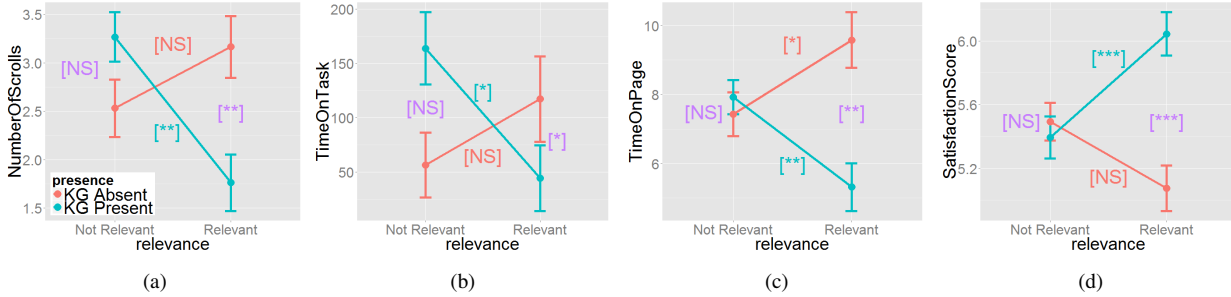 NumberOfScrolls
3.5
3.0
2.5
2.0
1.5
[NS]
[NS]
[**]
[**]
presence
KG Absent
KG Present
Not Relevant
Relevant
relevance
(a)
TimeOnTask
200
150
100
50
[NS]
[*]
[NS]
[*]
Not Relevant
Relevant
relevance
(b)
TimeOnPage
10
8
6
[NS]
[*]
[**]
[**]
Not Relevant
Relevant
relevance
(c)
SatisfactionScore
6.0
5.6
5.2
[NS]
[***]
[***]
[NS]
Not Relevant
Relevant
relevance
(d)